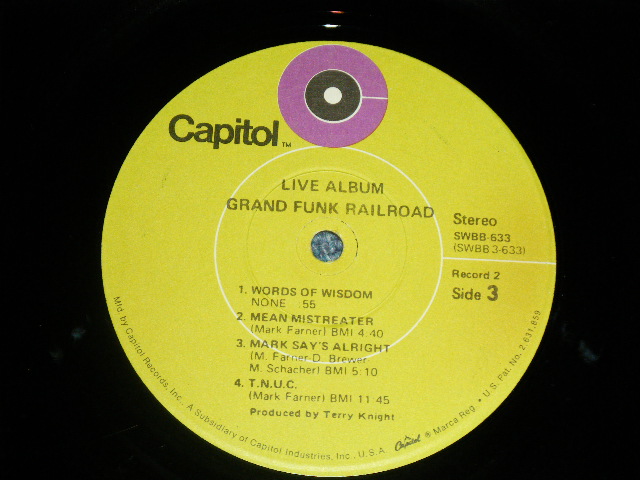 Capitol TM
LIVE ALBUM
GRAND FUNK RAILROAD
Stereo
SWBB-633
(SWBB 3-633)
Record 2
Side 3
1. WORDS OF WISDOM
NONE .55
2. MEAN MISTREATER
(Mark Farner) BMI 4:40
3. MARK SAY'S ALRIGHT
(M. Farner-D. Brewer
M. Schacher) BMI 5:10
4. T.N.U.C.
(Mark Farner) BMI 11:45
Produced by Terry Knight
Mfd. by Capitol Records, Inc., A Subsidiary of Capitol Industries, Inc., U.S.A. Capitol ® Marca Reg. • U.S. Pat. No. 2,631,859